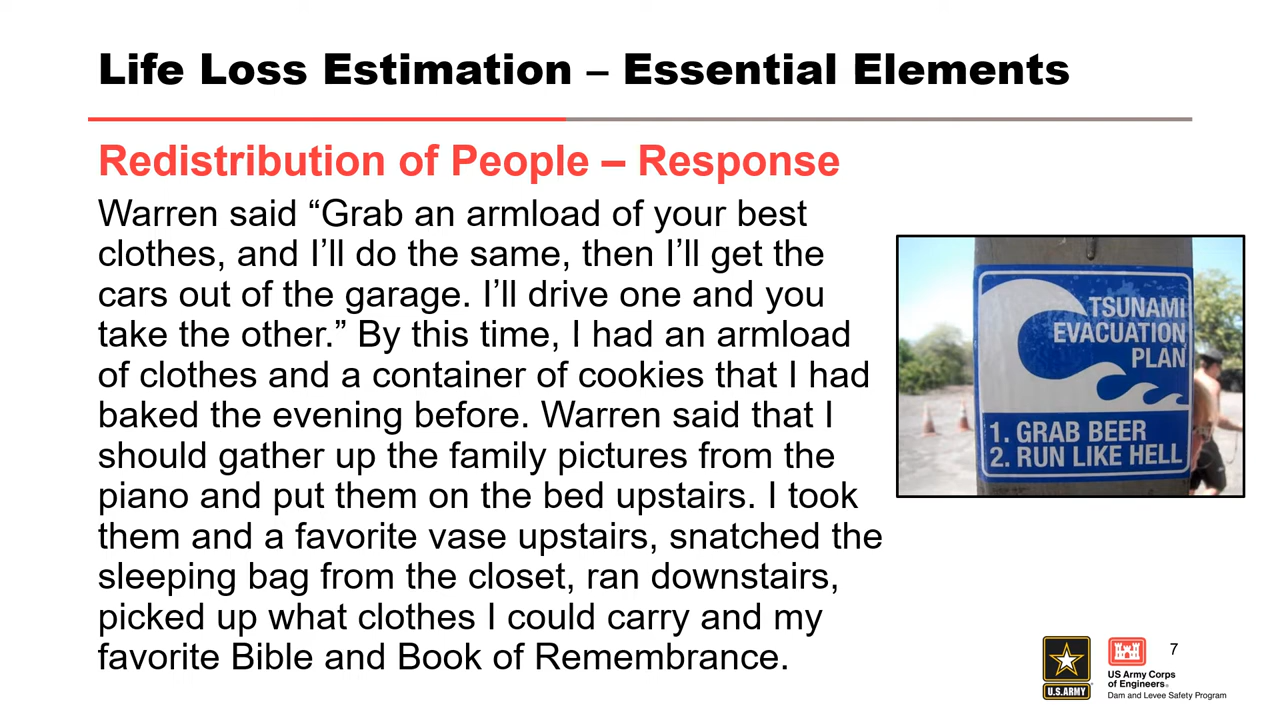 Life Loss Estimation – Essential Elements
Redistribution of People – Response
Warren said “Grab an armload of your best
clothes, and I’ll do the same, then I’ll get the
cars out of the garage. I’ll drive one and you
take the other.” By this time, I had an armload
of clothes and a container of cookies that I had
baked the evening before. Warren said that I
should gather up the family pictures from the
piano and put them on the bed upstairs. I took
them and a favorite vase upstairs, snatched the
sleeping bag from the closet, ran downstairs,
picked up what clothes I could carry and my
favorite Bible and Book of Remembrance.
TSUNAMI
EVACUATION
PLAN
1. GRAB BEER
2. RUN LIKE HELL
7
U.S.ARMY
US Army Corps
of Engineers®
Dam and Levee Safety Program